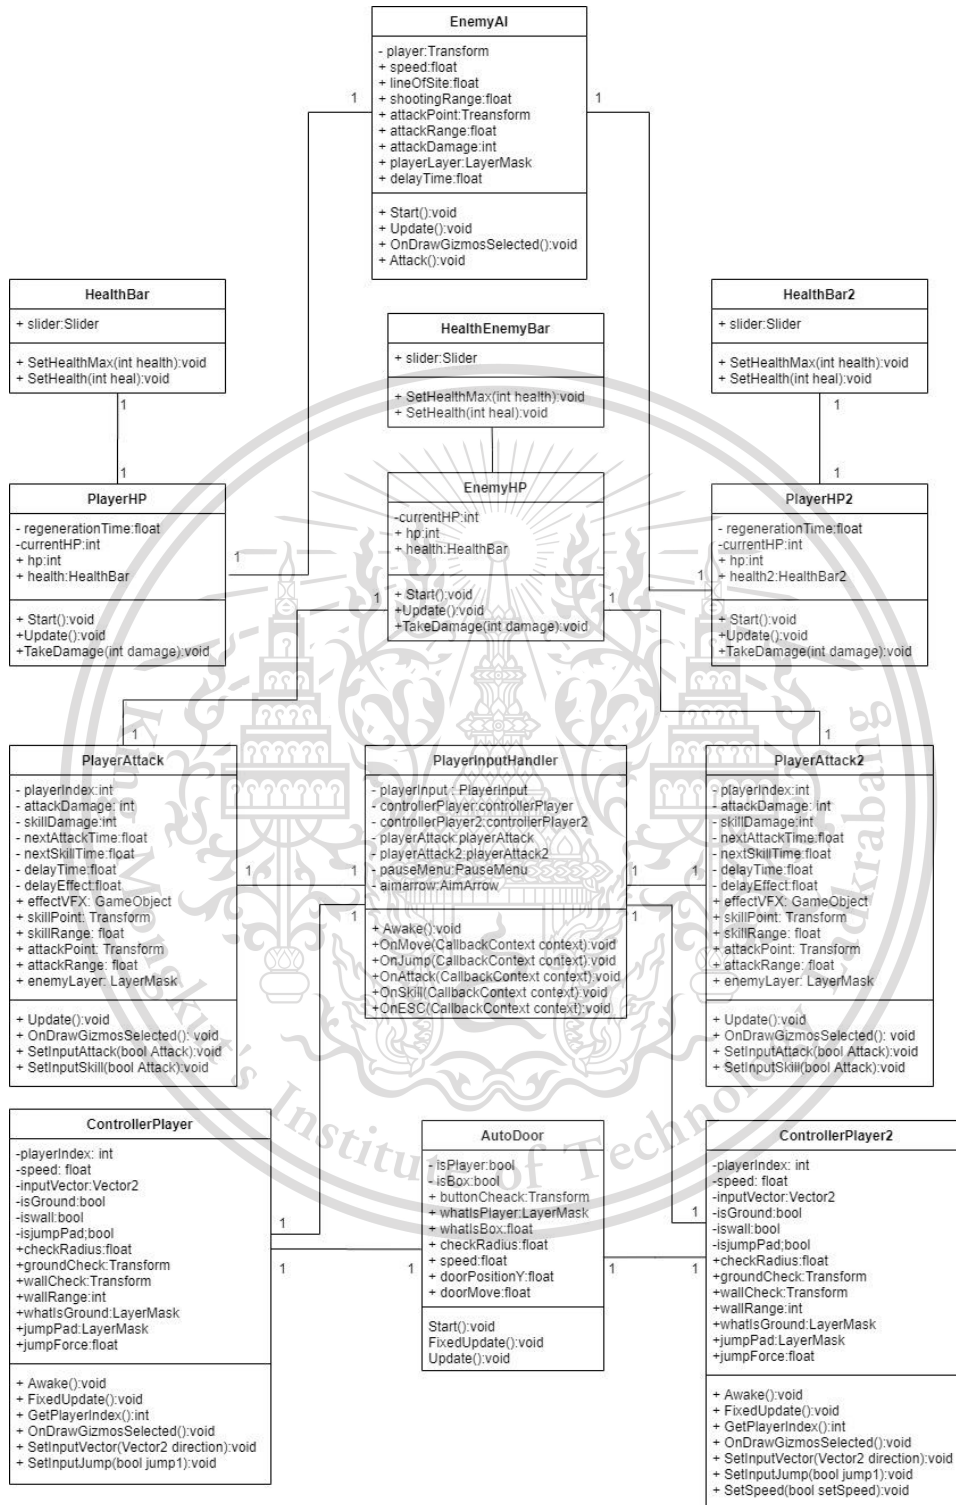 EnemyAI
- player:Transform
+ speed:float
+ lineOfSite:float
+ shootingRange:float
+ attackPoint:Treansform
+ attackRange:float
+ attackDamage:int
+ playerLayer:LayerMask
+ delayTime:float
+ Start():void
+ Update():void
+ OnDrawGizmosSelected():void
+ Attack():void
1
1
HealthBar
+ slider:Slider
+ SetHealthMax(int health):void
+ SetHealth(int heal):void
1
1
HealthEnemyBar
+ slider:Slider
+ SetHealthMax(int health):void
+ SetHealth(int heal):void
HealthBar2
+ slider:Slider
+ SetHealthMax(int health):void
+ SetHealth(int heal):void
1
1
PlayerHP
- regenerationTime:float
-currentHP:int
+ hp:int
+ health:HealthBar
+ Start():void
+Update():void
+TakeDamage(int damage):void
1
EnemyHP
-currentHP:int
+ hp:int
+ health:HealthBar
+ Start():void
+Update():void
+TakeDamage(int damage):void
1
1
1
PlayerHP2
- regenerationTime:float
-currentHP:int
+ hp:int
+ health2:HealthBar2
+ Start():void
+Update():void
+TakeDamage(int damage):void
1
1
PlayerAttack
- playerIndex:int
- attackDamage: int
- skillDamage:int
- nextAttackTime:float
- nextSkillTime:float
- delayTime:float
- delayEffect:float
+ effectVFX: GameObject
+ skillPoint: Transform
+ skillRange: float
+ attackPoint: Transform
+ attackRange: float
+ enemyLayer: LayerMask
+ Update():void
+ OnDrawGizmosSelected(): void
+ SetInputAttack(bool Attack):void
+ SetInputSkill(bool Attack):void
1
1
1
PlayerInputHandler
- playerInput : PlayerInput
- controllerPlayer:controllerPlayer
- controllerPlayer2:controllerPlayer2
- playerAttack:playerAttack
- playerAttack2:playerAttack2
- pauseMenu:PauseMenu
- aimarrow:AimArrow
+ Awake():void
+OnMove(CallbackContext context):void
+OnJump(CallbackContext context):void
+OnAttack(CallbackContext context):void
+OnSkill(CallbackContext context):void
+OnESC(CallbackContext context):void
1
1
1
PlayerAttack2
- playerIndex:int
- attackDamage: int
- skillDamage:int
- nextAttackTime:float
- nextSkillTime:float
- delayTime:float
- delayEffect:float
+ effectVFX: GameObject
+ skillPoint: Transform
+ skillRange: float
+ attackPoint: Transform
+ attackRange: float
+ enemyLayer: LayerMask
+ Update():void
+ OnDrawGizmosSelected(): void
+ SetInputAttack(bool Attack):void
+ SetInputSkill(bool Attack):void
ControllerPlayer
-playerIndex: int
-speed: float
-inputVector:Vector2
-isGround:bool
-iswall:bool
-isjumpPad;bool
+checkRadius:float
+groundCheck:Transform
+wallCheck:Transform
+wallRange:int
+whatIsGround:LayerMask
+jumpPad:LayerMask
+jumpForce:float
+ Awake():void
+ FixedUpdate():void
+ GetPlayerIndex():int
+ OnDrawGizmosSelected():void
+ SetInputVector(Vector2 direction):void
+ SetInputJump(bool jump1):void
1
1
1
AutoDoor
- isPlayer:bool
- isBox:bool
+ buttonCheack:Transform
+ whatIsPlayer:LayerMask
+ whatIsBox:float
+ checkRadius:float
+ speed:float
+ doorPositionY:float
+ doorMove:float
Start():void
FixedUpdate():void
Update():void
1
1
1
ControllerPlayer2
-playerIndex: int
-speed: float
-inputVector:Vector2
-isGround:bool
-iswall:bool
-isjumpPad;bool
+checkRadius:float
+groundCheck:Transform
+wallCheck:Transform
+wallRange:int
+whatIsGround:LayerMask
+jumpPad:LayerMask
+jumpForce:float
+ Awake():void
+ FixedUpdate():void
+ GetPlayerIndex():int
+ OnDrawGizmosSelected():void
+ SetInputVector(Vector2 direction):void
+ SetInputJump(bool jump1):void
+ SetSpeed(bool setSpeed):void
King Mongkut's Institute of Technology Ladkrabang